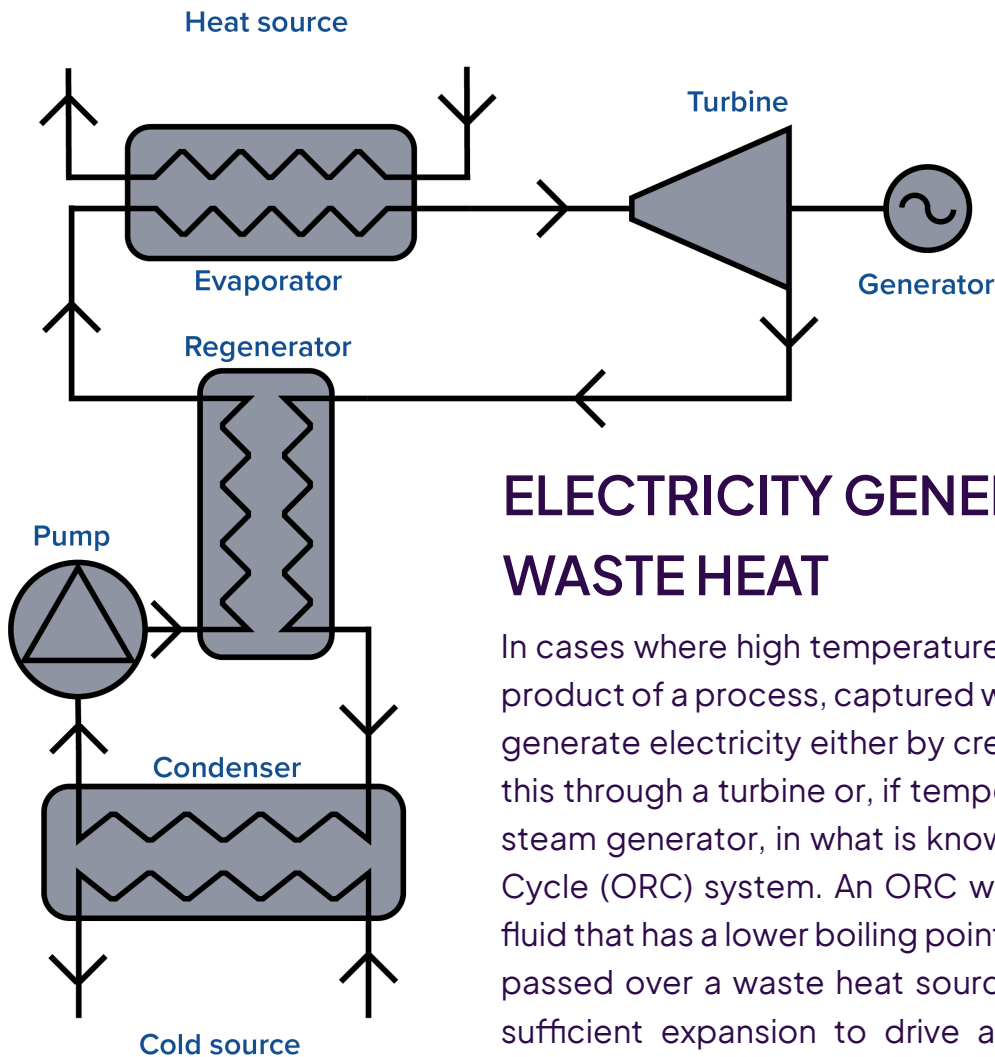 Heat source
Turbine
Evaporator
Generator
Regenerator
Pump
Condenser
Cold source
ELECTRICITY GENE
WASTE HEAT
In cases where high temperature
product of a process, captured
generate electricity either by cre
this through a turbine or, if tempe
steam generator, in what is know
Cycle (ORC) system. An ORC w
fluid that has a lower boiling point
passed over a waste heat sourc
sufficient expansion to drive a